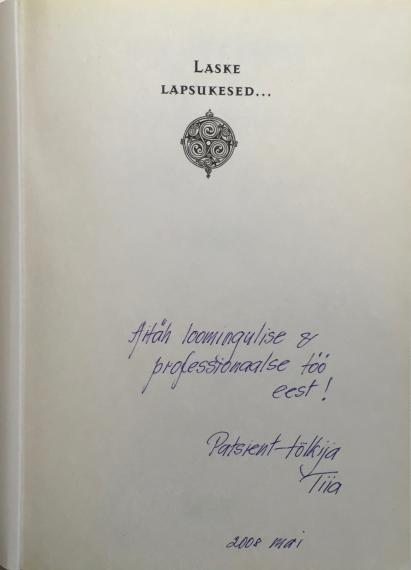 LASKE
LAPSUKESED...
Aitäh loomingulise &
professionaalse töö
eest!
Patsient-tõlkija
Tiia
2008 mai